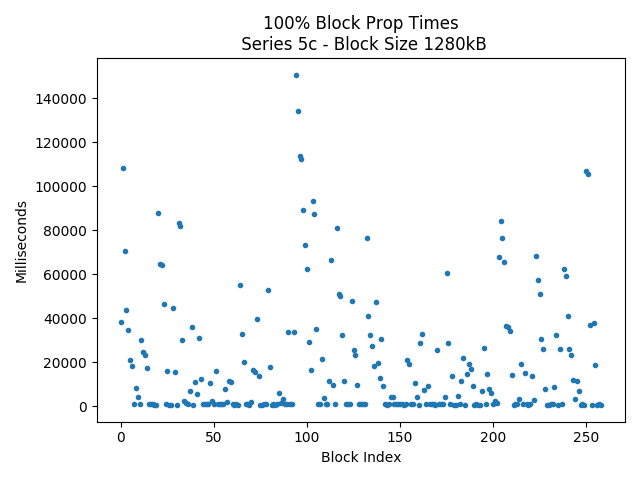 100% Block Prop Times
Series 5c - Block Size 1280kB
140000
120000
100000
80000
60000
40000
20000
0
Milliseconds
0 50 100 150 200 250
Block Index